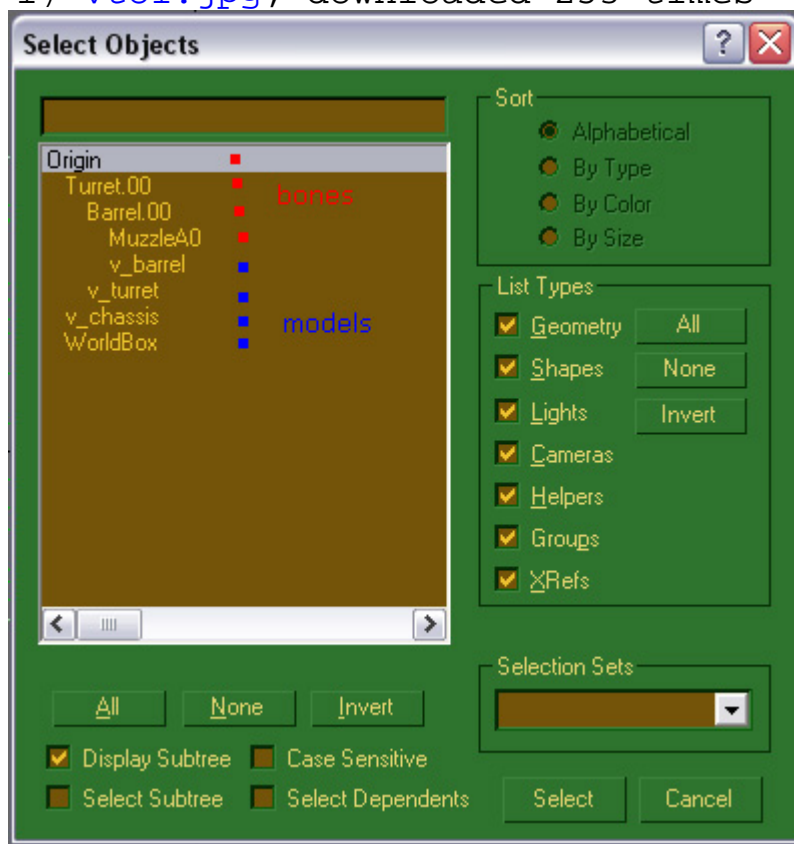 Select Objects
Origin
Turret.00
Barrel.00
MuzzleA0
v_barrel
v_turret
v_chassis
WorldBox
bones
models
Sort
Alphabetical
By Type
By Color
By Size
List Types
Geometry
Shapes
Lights
Cameras
Helpers
Groups
XRefs
All
None
Invert
Selection Sets
All None Invert
Display Subtree Case Sensitive
Select Subtree Select Dependents
Select Cancel